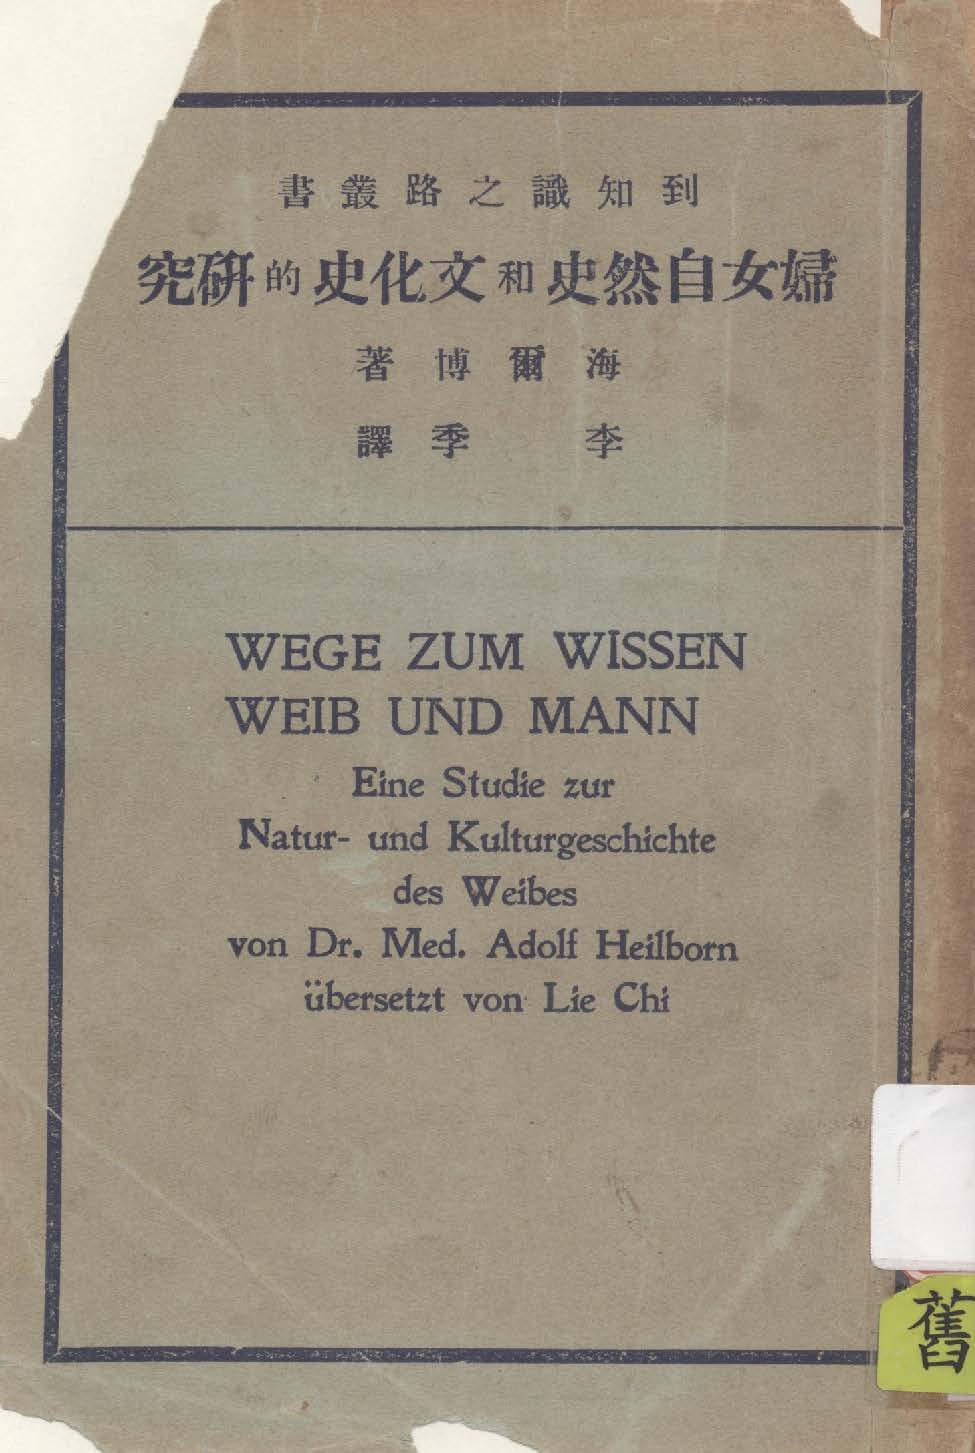 到知識之路叢書
婦女自然史和文化史的研究
海爾博著
李季譯
WEGE ZUM WISSEN
WEIB UND MANN
Eine Studie zur
Natur- und Kulturgeschichte
des Weibes
von Dr. Med. Adolf Heilborn
übersetzt von Lie Chi
舊